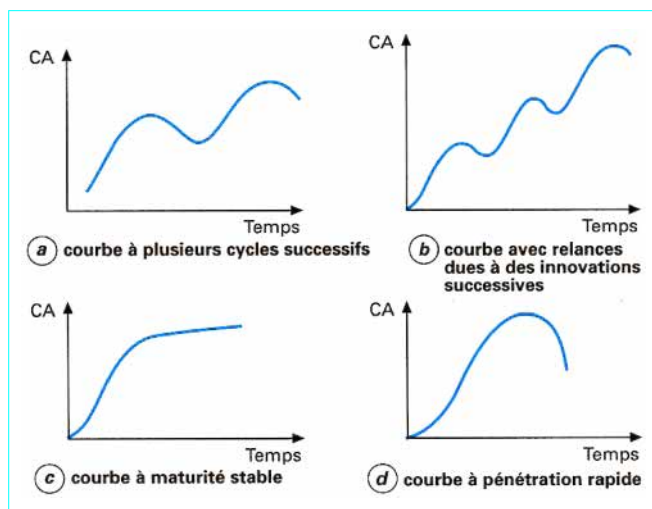 CA
Temps
a courbe à plusieurs cycles successifs
CA
Temps
b courbe avec relances
dues à des innovations
successives
CA
Temps
c courbe à maturité stable
CA
Temps
d courbe à pénétration rapide